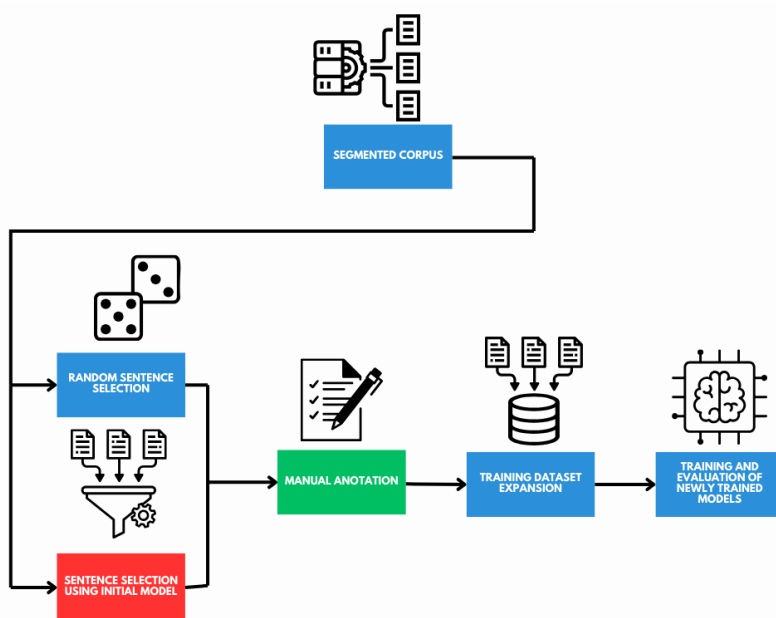 SEGMENTED CORPUS
RANDOM SENTENCE
SELECTION
MANUAL ANOTATION
TRAINING DATASET
EXPANSION
TRAINING AND
EVALUATION OF
NEWLY TRAINED
MODELS
SENTENCE SELECTION
USING INITIAL MODEL